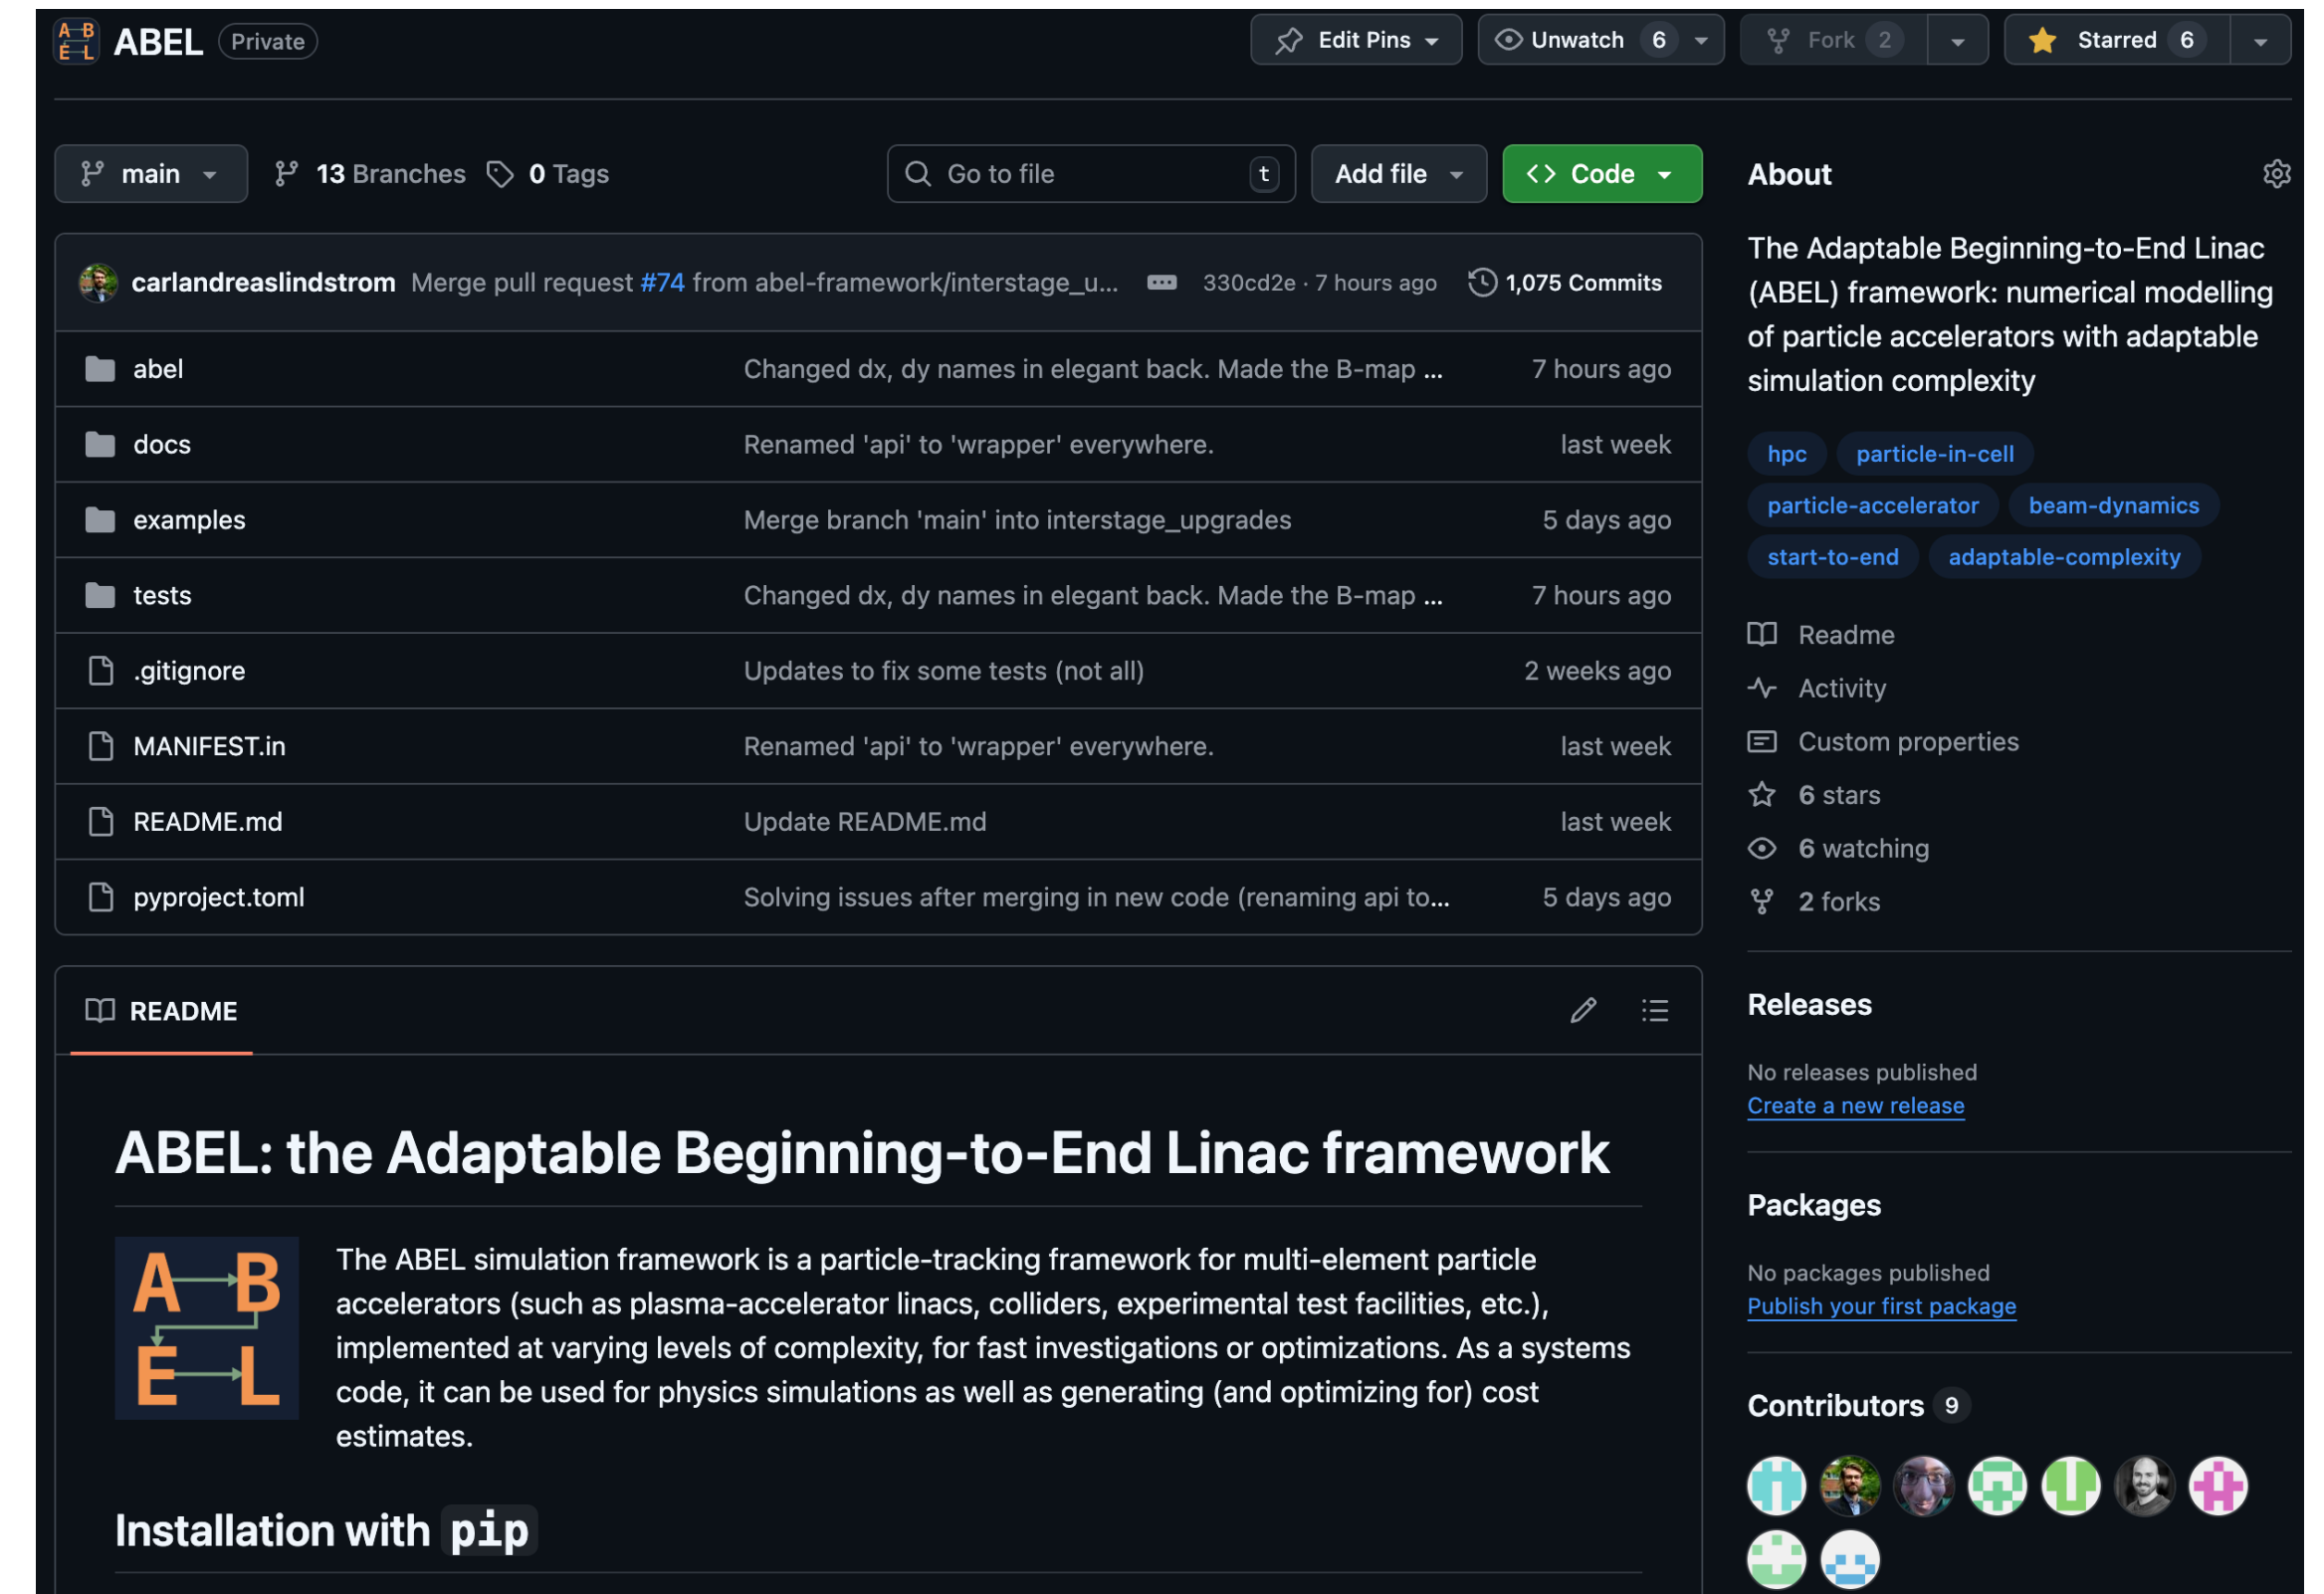 A B
E L
ABEL Private
Edit Pins
Unwatch 6
Fork 2
Starred 6
main
13 Branches
0 Tags
Go to file t
Add file
Code
carlandreaslindstrom Merge pull request #74 from abel-framework/interstage_u... 330cd2e · 7 hours ago 1,075 Commits
abel Changed dx, dy names in elegant back. Made the B-map ... 7 hours ago
docs Renamed 'api' to 'wrapper' everywhere. last week
examples Merge branch 'main' into interstage_upgrades 5 days ago
tests Changed dx, dy names in elegant back. Made the B-map ... 7 hours ago
.gitignore Updates to fix some tests (not all) 2 weeks ago
MANIFEST.in Renamed 'api' to 'wrapper' everywhere. last week
README.md Update README.md last week
pyproject.toml Solving issues after merging in new code (renaming api to... 5 days ago
README
ABEL: the Adaptable Beginning-to-End Linac framework
A B
E L
The ABEL simulation framework is a particle-tracking framework for multi-element particle
accelerators (such as plasma-accelerator linacs, colliders, experimental test facilities, etc.),
implemented at varying levels of complexity, for fast investigations or optimizations. As a systems
code, it can be used for physics simulations as well as generating (and optimizing for) cost
estimates.
Installation with pip
About
The Adaptable Beginning-to-End Linac
(ABEL) framework: numerical modelling
of particle accelerators with adaptable
simulation complexity
hpc particle-in-cell
particle-accelerator beam-dynamics
start-to-end adaptable-complexity
Readme
Activity
Custom properties
6 stars
6 watching
2 forks
Releases
No releases published
Create a new release
Packages
No packages published
Publish your first package
Contributors 9